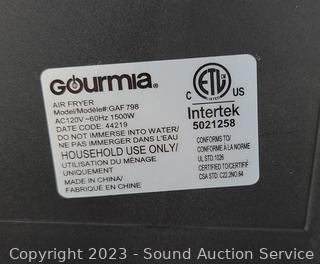 GOURMIA®
AIR FRYER
Model/Modèle#:GAF798
AC120V~60Hz 1500W
DATE CODE: 44219
DO NOT IMMERSE INTO WATER/
NE PAS IMMERGER DANS L'EAU
HOUSEHOLD USE ONLY/
UTILISATION DU MÉNAGE
UNIQUEMENT
MADE IN CHINA/
FABRIQUÉ EN CHINE
ETL
C US
Intertek
5021258
CONFORMS TO/
CONFORME À LA NORME
UL STD.1026
CERTIFIED TO/CERTIFIÉ
CSA STD. C22.2NO.64
Copyright 2023 - Sound Auction Service